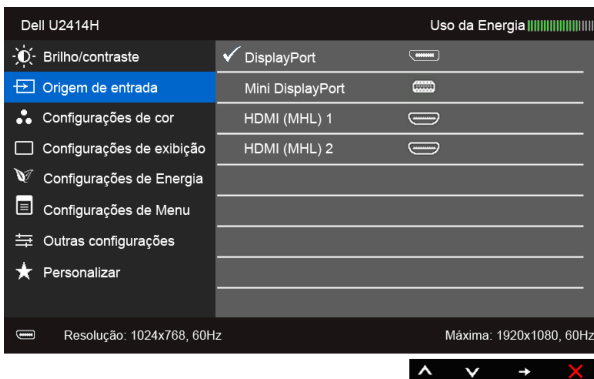 Dell U2414H Uso da Energia
Brilho/contraste DisplayPort
Origem de entrada Mini DisplayPort
Configurações de cor HDMI (MHL) 1
Configurações de exibição HDMI (MHL) 2
Configurações de Energia
Configurações de Menu
Outras configurações
Personalizar
Resolução: 1024x768, 60Hz Máxima: 1920x1080, 60Hz